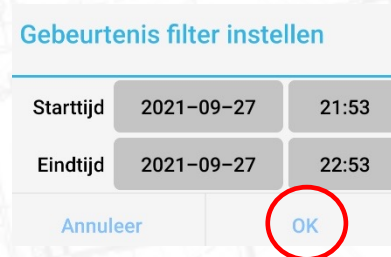 Gebeurtenis filter instellen
Starttijd 2021-09-27 21:53
Eindtijd 2021-09-27 22:53
Annuleer OK